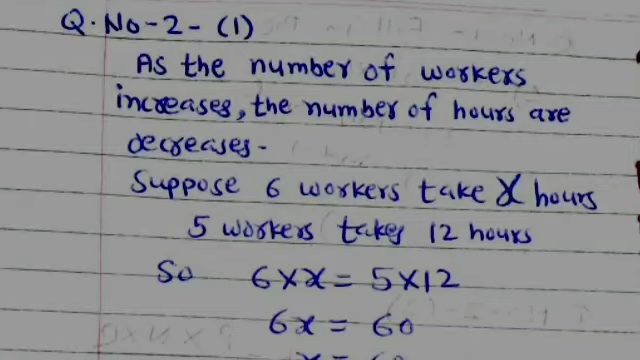 Q. No-2-(1)
As the number of workers
increases, the number of hours are
decreases-
Suppose 6 workers take x hours
5 workers takes 12 hours
So 6×x = 5×12
6x = 60